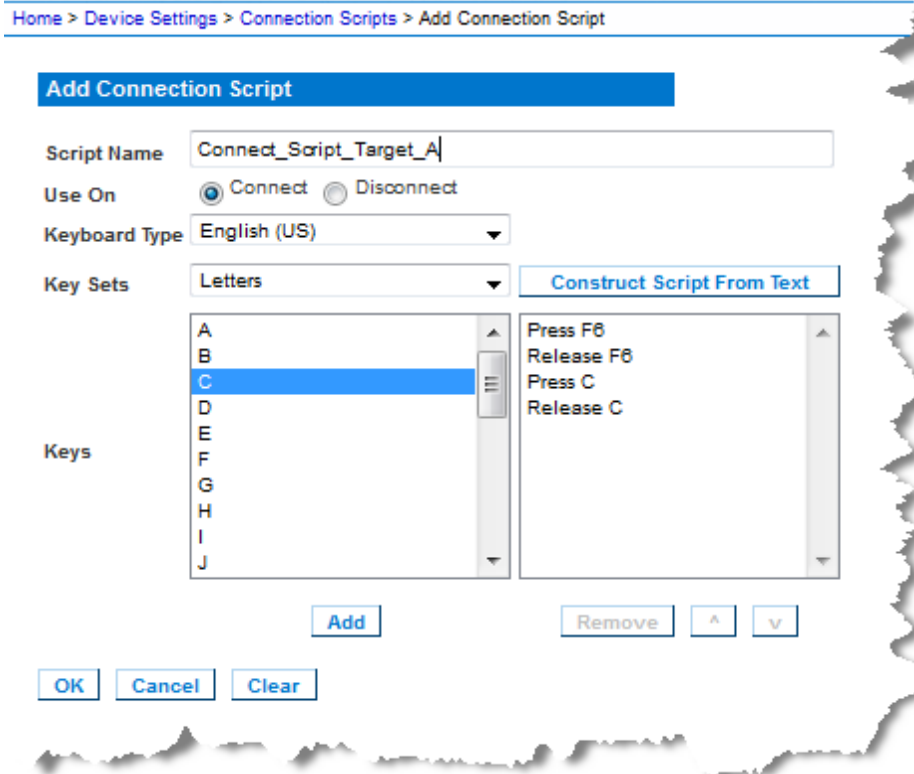 Home > Device Settings > Connection Scripts > Add Connection Script
Add Connection Script
Script Name Connect_Script_Target_A
Use On Connect Disconnect
Keyboard Type English (US)
Key Sets Letters Construct Script From Text
Keys
A
B
C
D
E
F
G
H
I
J
Press F6
Release F6
Press C
Release C
Add Remove ^ v
OK Cancel Clear